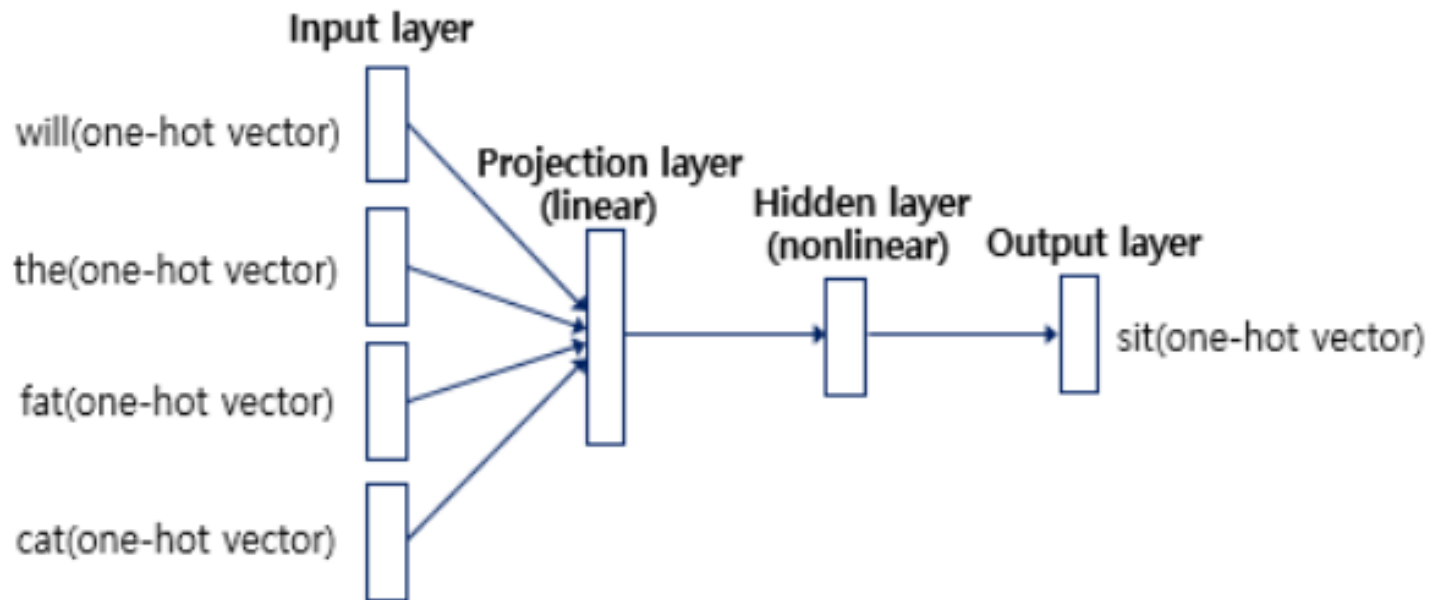 Input layer
will(one-hot vector)
the(one-hot vector)
fat(one-hot vector)
cat(one-hot vector)
Projection layer
(linear)
Hidden layer
(nonlinear)
Output layer
sit(one-hot vector)